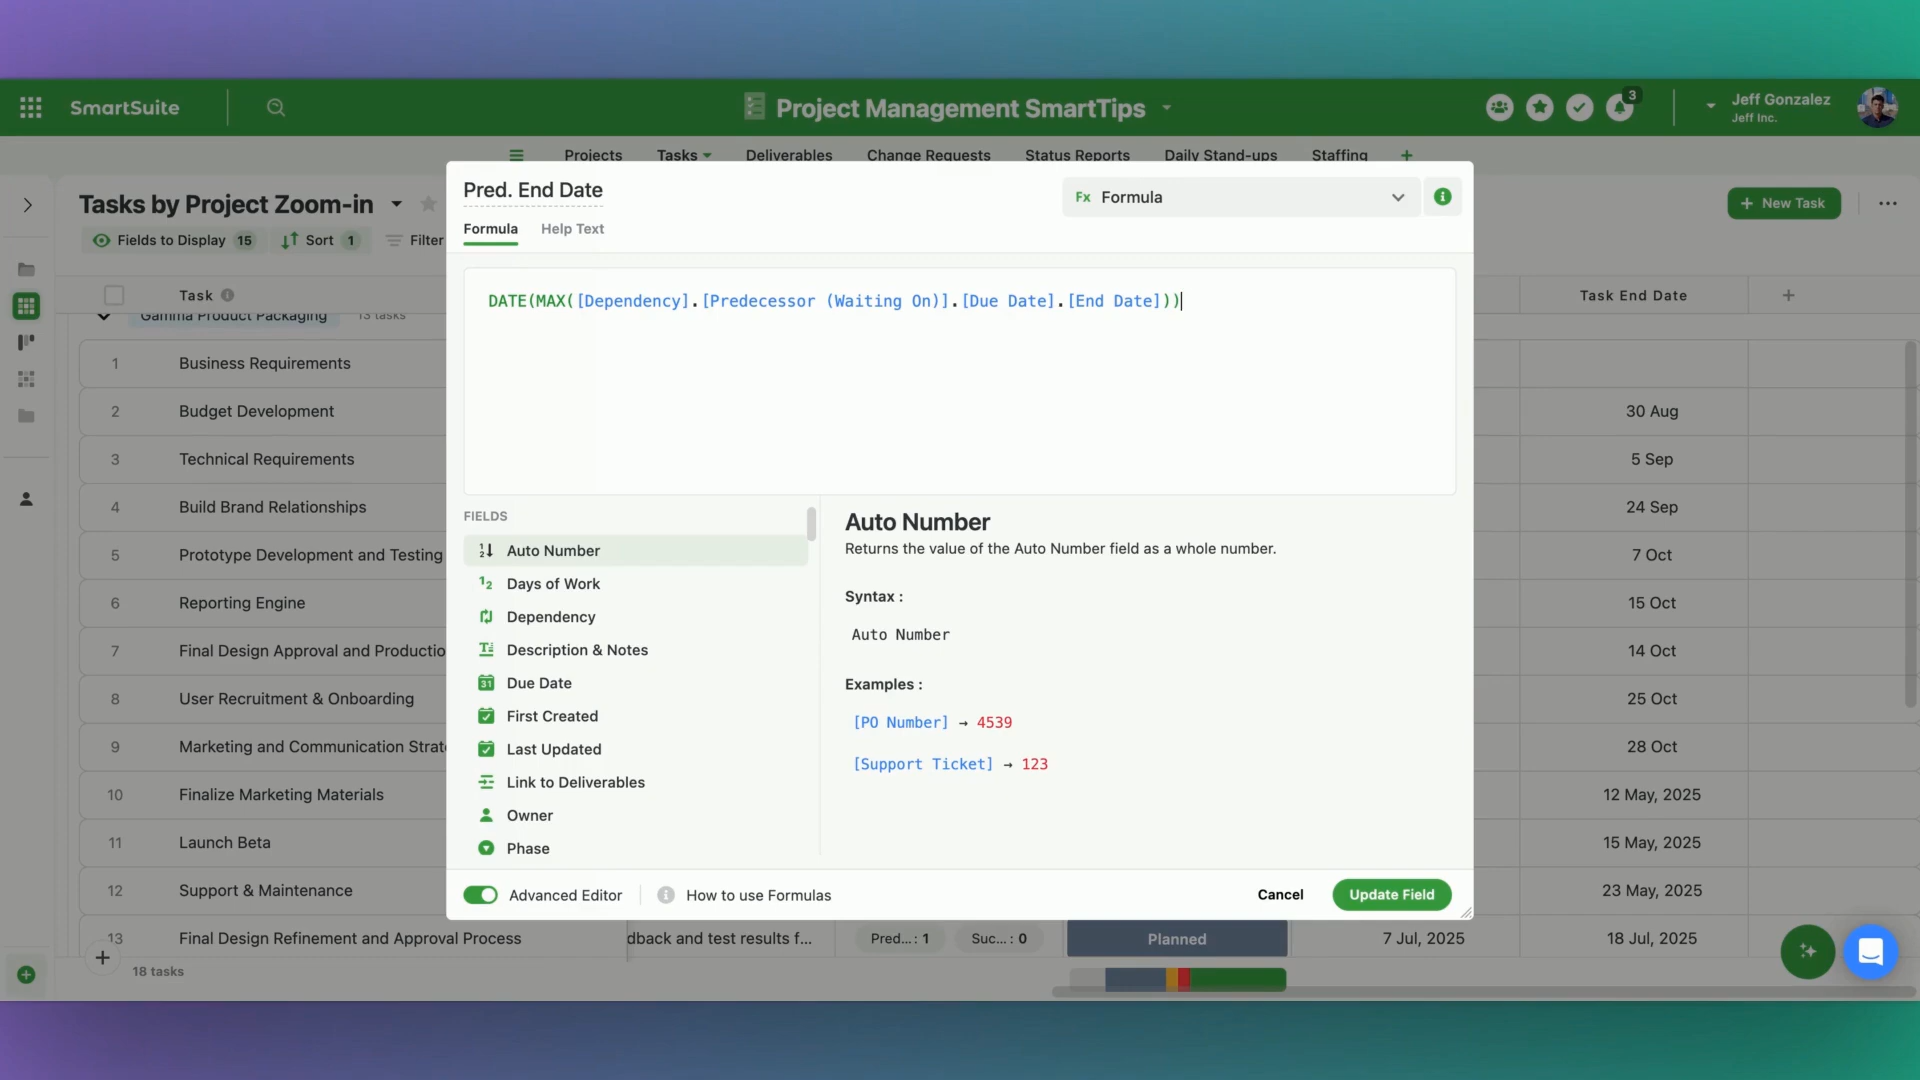 SmartSuite
Project Management SmartTips
3
Jeff Gonzalez
Jeff Inc.
Projects
Tasks
Deliverables
Change Requests
Status Reports
Daily Stand-ups
Staffing
Tasks by Project Zoom-in
New Task
Fields to Display 15
Sort 1
Filter
Pred. End Date
Fx Formula
Formula
Help Text
DATE(MAX([Dependency].[Predecessor (Waiting On)].[Due Date].[End Date]))
Task
Task End Date
Gamma Product Packaging 13 tasks
1 Business Requirements
2 Budget Development 30 Aug
3 Technical Requirements 5 Sep
4 Build Brand Relationships 24 Sep
5 Prototype Development and Testing 7 Oct
6 Reporting Engine 15 Oct
7 Final Design Approval and Productio 14 Oct
8 User Recruitment & Onboarding 25 Oct
9 Marketing and Communication Strate 28 Oct
10 Finalize Marketing Materials 12 May, 2025
11 Launch Beta 15 May, 2025
12 Support & Maintenance 23 May, 2025
13 Final Design Refinement and Approval Process dback and test results f... Pred...: 1 Suc...: 0 Planned 7 Jul, 2025 18 Jul, 2025
18 tasks
FIELDS
Auto Number
Days of Work
Dependency
Description & Notes
31 Due Date
First Created
Last Updated
Link to Deliverables
Owner
Phase
Auto Number
Returns the value of the Auto Number field as a whole number.
Syntax :
Auto Number
Examples :
[PO Number] → 4539
[Support Ticket] → 123
Advanced Editor
How to use Formulas
Cancel
Update Field